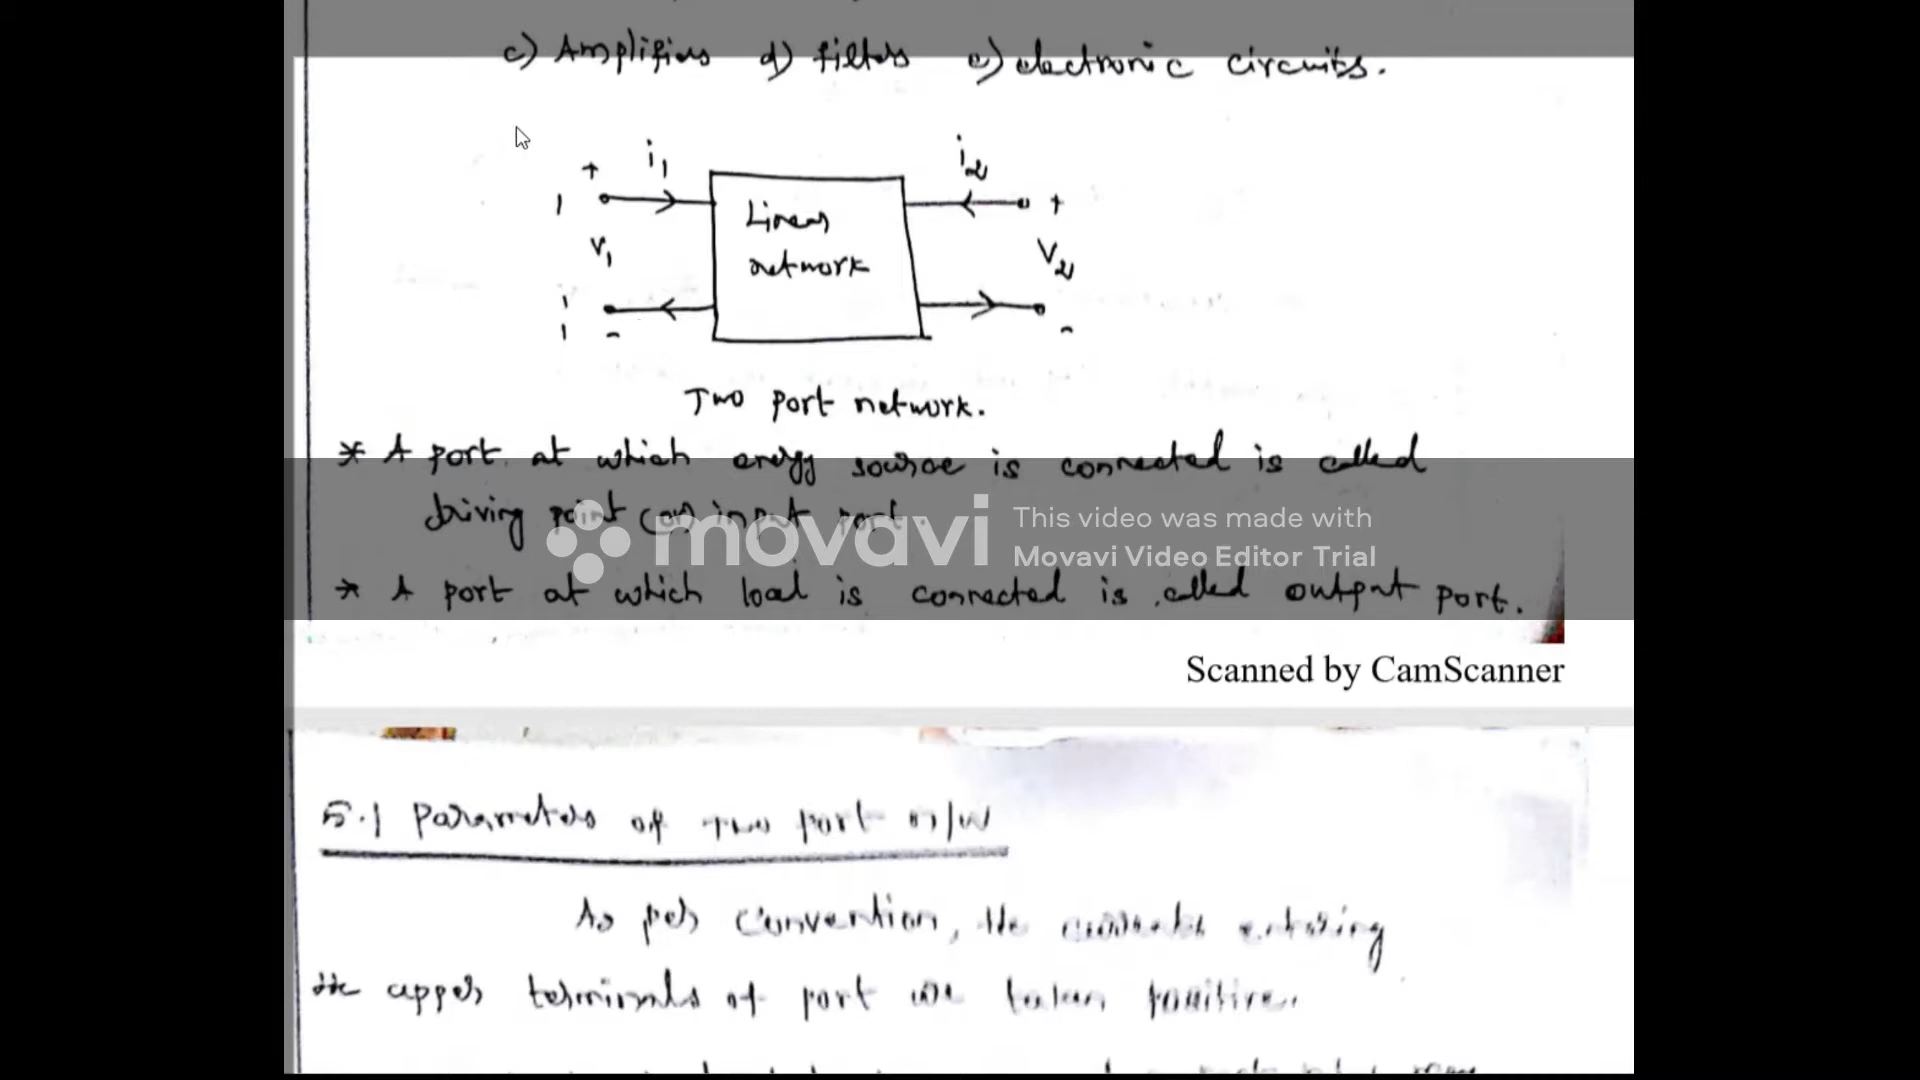 c) Amplifiers d) filters e) electronic circuits.
i1 i2
+ +
1
Linear
V1 V2
network
1
1 - -
Two port network.
* A port at which energy source is connected is called
driving point (or) input port.
movavi This video was made with
Movavi Video Editor Trial
* A port at which load is connected is called output port.
Scanned by CamScanner
5.1 Parameters of Two port n/w
As per Convention, the currents entering
the upper terminals of port are taken positive.